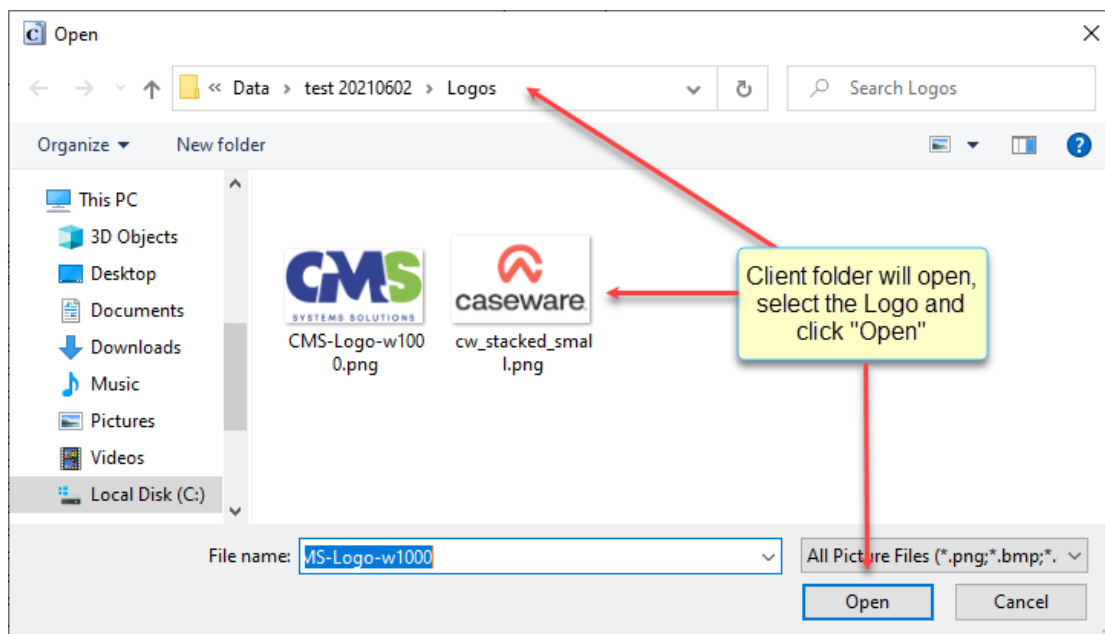 Open
« Data > test 20210602 > Logos
Search Logos
Organize
New folder
This PC
3D Objects
Desktop
Documents
Downloads
Music
Pictures
Videos
Local Disk (C:)
CMS
SYSTEMS SOLUTIONS
CMS-Logo-w100
0.png
caseware
cw_stacked_smal
l.png
Client folder will open,
select the Logo and
click "Open"
File name:
MS-Logo-w1000
All Picture Files (*.png;*.bmp;*.
Open
Cancel